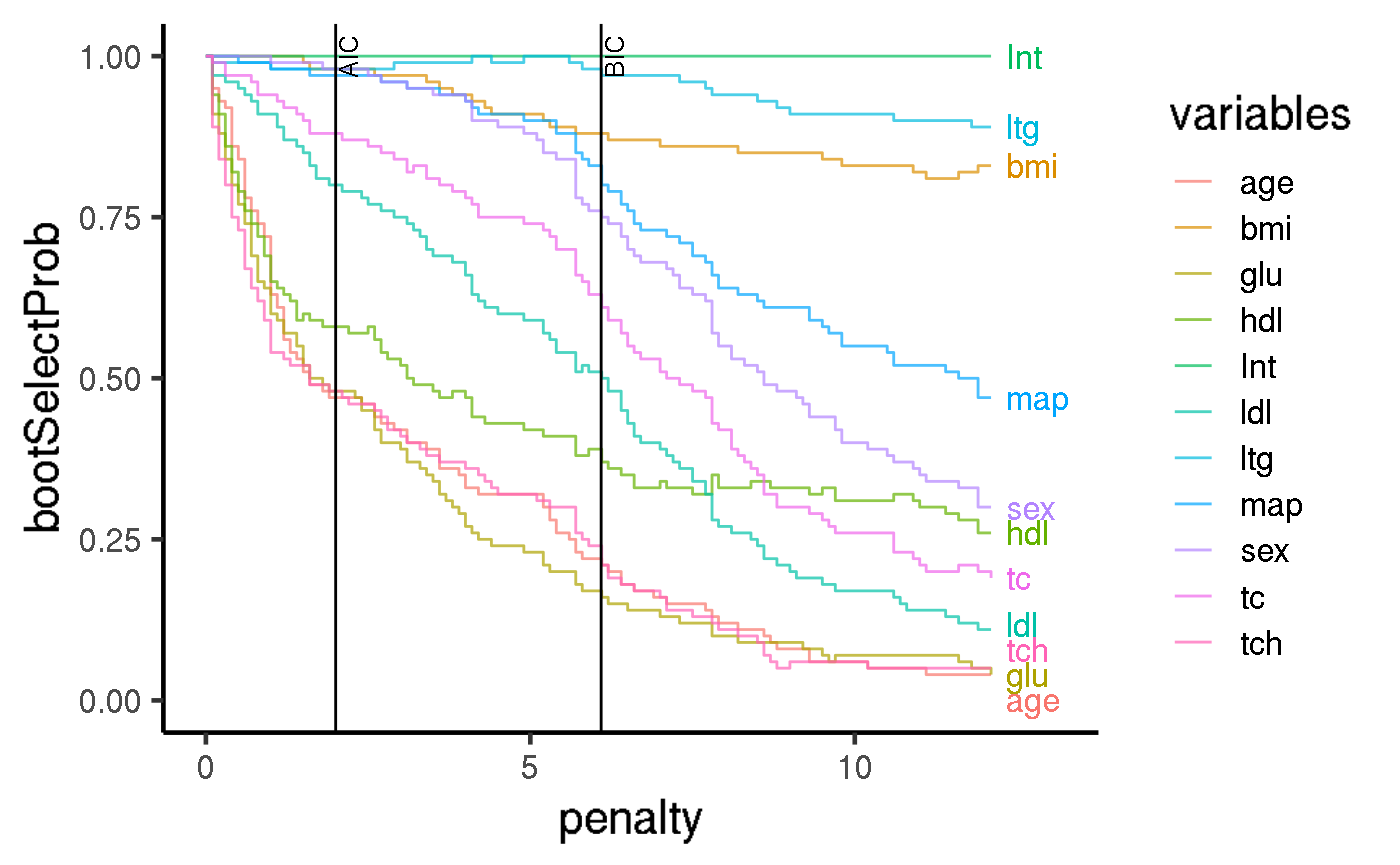 bootSelectProb
1.00
0.75
0.50
0.25
0.00
AIC
BIC
Int
ltg
bmi
map
sex
hdl
tc
ldl
tch
glu
age
0
5
10
penalty
variables
age
bmi
glu
hdl
Int
ldl
ltg
map
sex
tc
tch